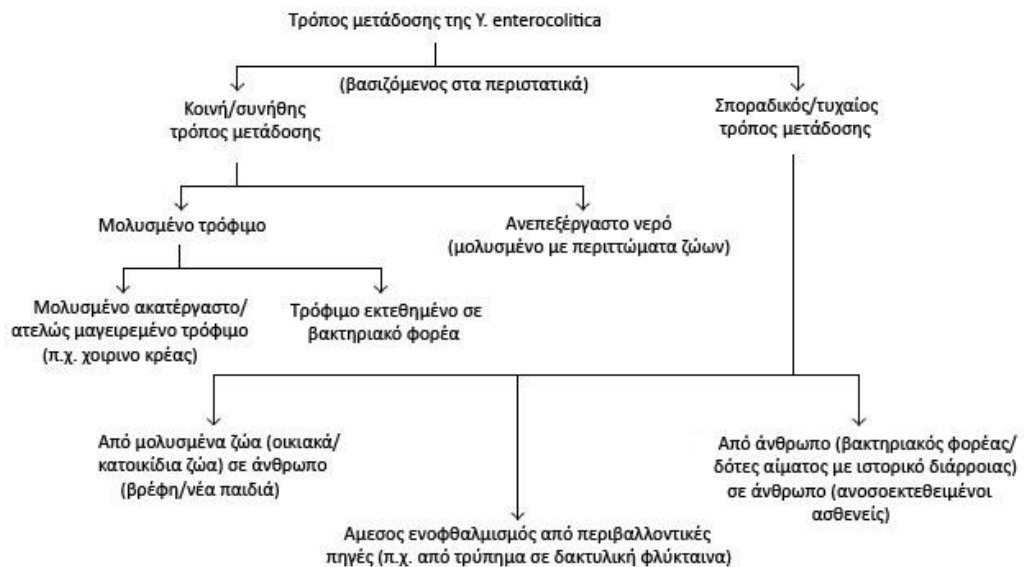 Τρόπος μετάδοσης της Y. enterocolitica
(βασιζόμενος στα περιστατικά)
Κοινή/συνήθης
τρόπος μετάδοσης
Σποραδικός/τυχαίος
τρόπος μετάδοσης
Μολυσμένο τρόφιμο
Ανεπεξέργαστο νερό
(μολυσμένο με περιττώματα ζώων)
Μολυσμένο ακατέργαστο/
ατελώς μαγειρεμένο τρόφιμο
(π.χ. χοιρινο κρέας)
Τρόφιμο εκτεθημένο σε
βακτηριακό φορέα
Από μολυσμένα ζώα (οικιακά/
κατοικίδια ζώα) σε άνθρωπο
(βρέφη/νέα παιδιά)
Αμεσος ενοφθαλμισμός από περιβαλλοντικές
πηγές (π.χ. από τρύπημα σε δακτυλική φλύκταινα)
Από άνθρωπο (βακτηριακός φορέας/
δότες αίματος με ιστορικό διάρροιας)
σε άνθρωπο (ανοσοεκτεθειμένοι
ασθενείς)